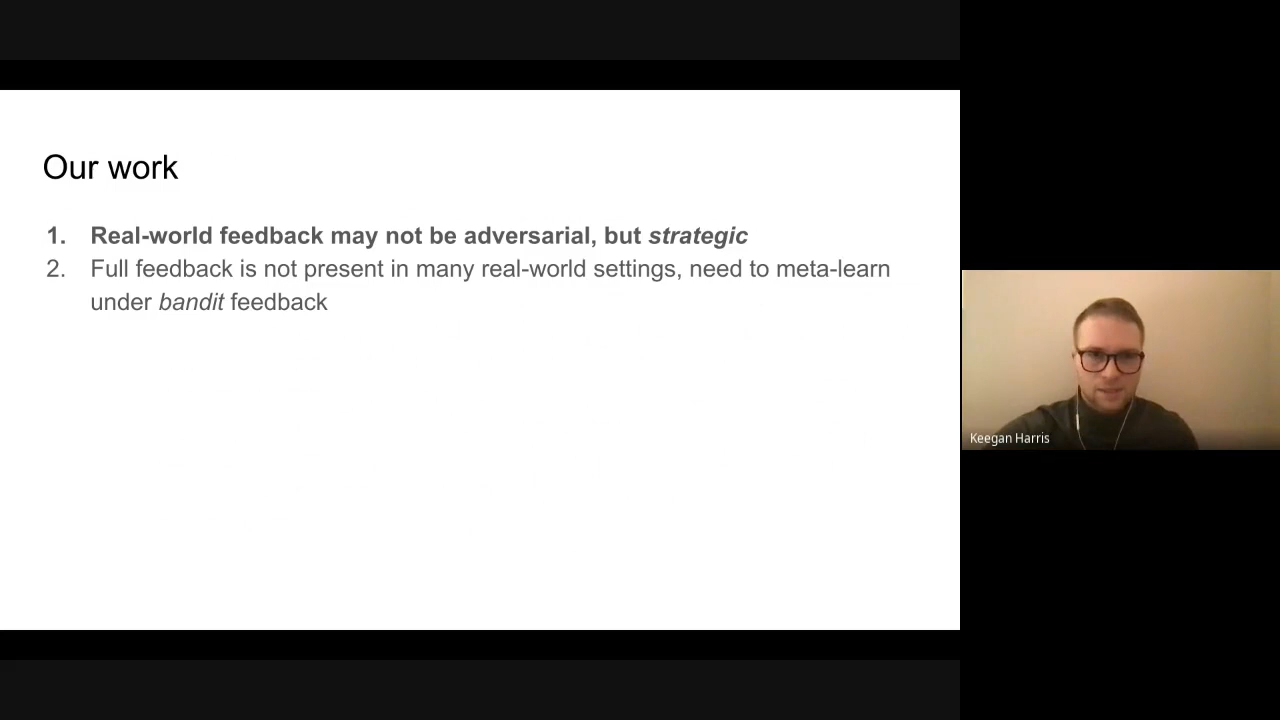 Our work
1. Real-world feedback may not be adversarial, but strategic
2. Full feedback is not present in many real-world settings, need to meta-learn
under bandit feedback
Keegan Harris